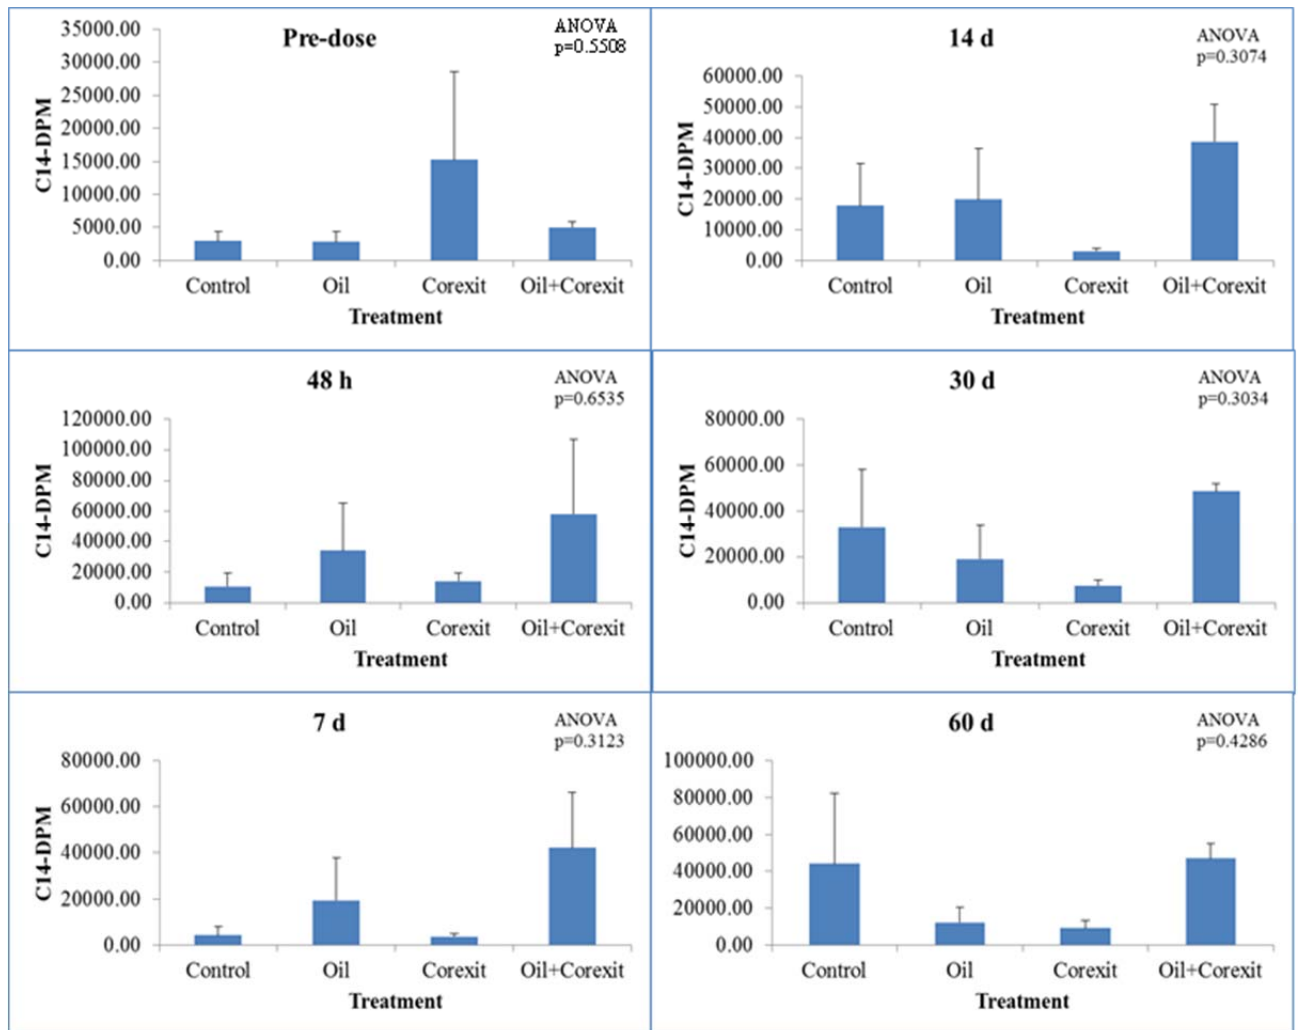 Pre-dose
ANOVA
p=0.5508
C14-DPM
35000.00
30000.00
25000.00
20000.00
15000.00
10000.00
5000.00
0.00
Control Oil Corexit Oil+Corexit
Treatment
14 d
ANOVA
p=0.3074
C14-DPM
60000.00
50000.00
40000.00
30000.00
20000.00
10000.00
0.00
Control Oil Corexit Oil+Corexit
Treatment
48 h
ANOVA
p=0.6535
C14-DPM
120000.00
100000.00
80000.00
60000.00
40000.00
20000.00
0.00
Control Oil Corexit Oil+Corexit
Treatment
30 d
ANOVA
p=0.3034
C14-DPM
80000.00
60000.00
40000.00
20000.00
0.00
Control Oil Corexit Oil+Corexit
Treatment
7 d
ANOVA
p=0.3123
C14-DPM
80000.00
60000.00
40000.00
20000.00
0.00
Control Oil Corexit Oil+Corexit
Treatment
60 d
ANOVA
p=0.4286
C14-DPM
100000.00
80000.00
60000.00
40000.00
20000.00
0.00
Control Oil Corexit Oil+Corexit
Treatment